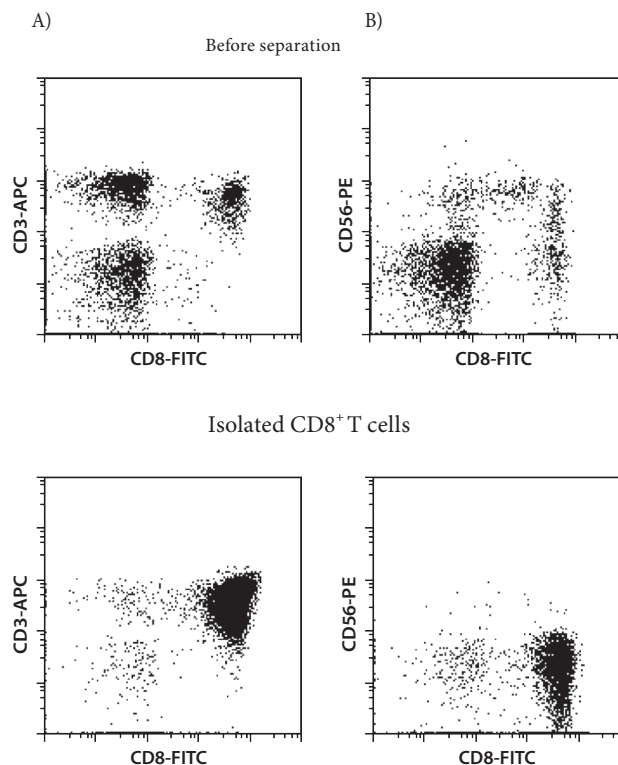 A)
B)
Before separation
CD3-APC
CD8-FITC
CD56-PE
CD8-FITC
Isolated CD8⁺ T cells
CD3-APC
CD8-FITC
CD56-PE
CD8-FITC